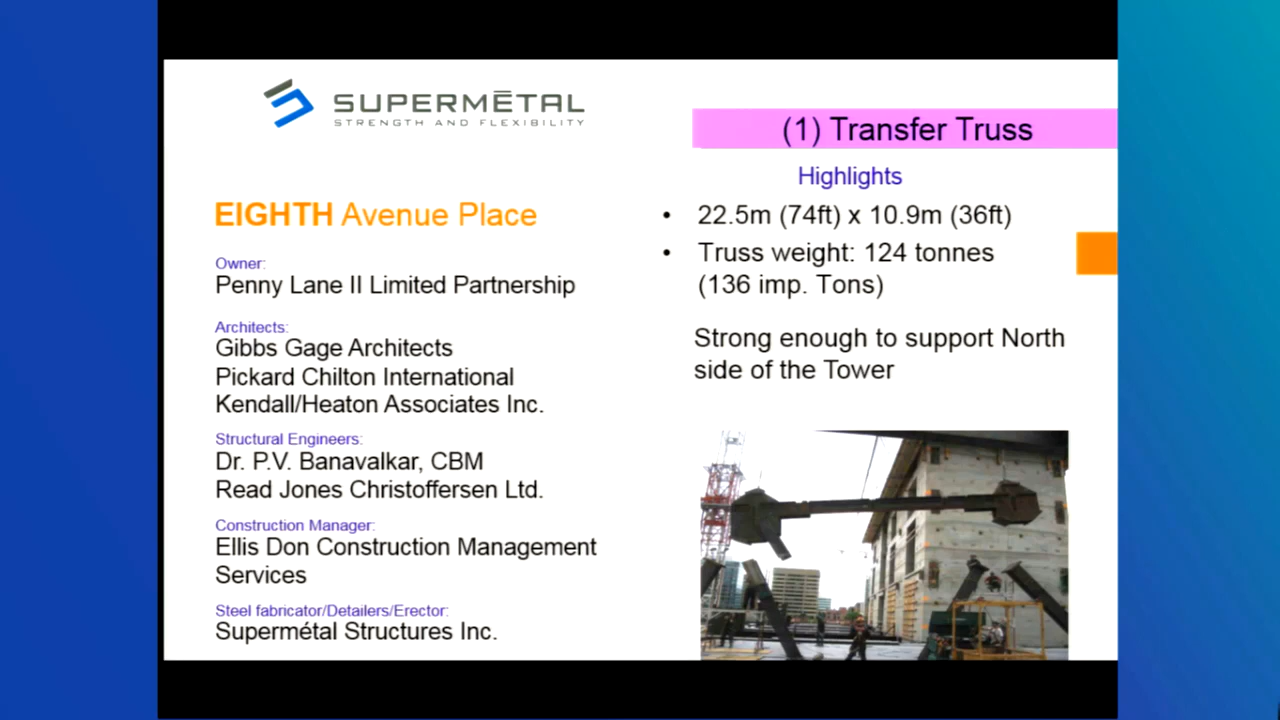 SUPERMĒTAL
STRENGTH AND FLEXIBILITY
(1) Transfer Truss
Highlights
• 22.5m (74ft) x 10.9m (36ft)
• Truss weight: 124 tonnes
(136 imp. Tons)
Strong enough to support North
side of the Tower
EIGHTH Avenue Place
Owner:
Penny Lane II Limited Partnership
Architects:
Gibbs Gage Architects
Pickard Chilton International
Kendall/Heaton Associates Inc.
Structural Engineers:
Dr. P.V. Banavalkar, CBM
Read Jones Christoffersen Ltd.
Construction Manager:
Ellis Don Construction Management
Services
Steel fabricator/Detailers/Erector:
Supermétal Structures Inc.